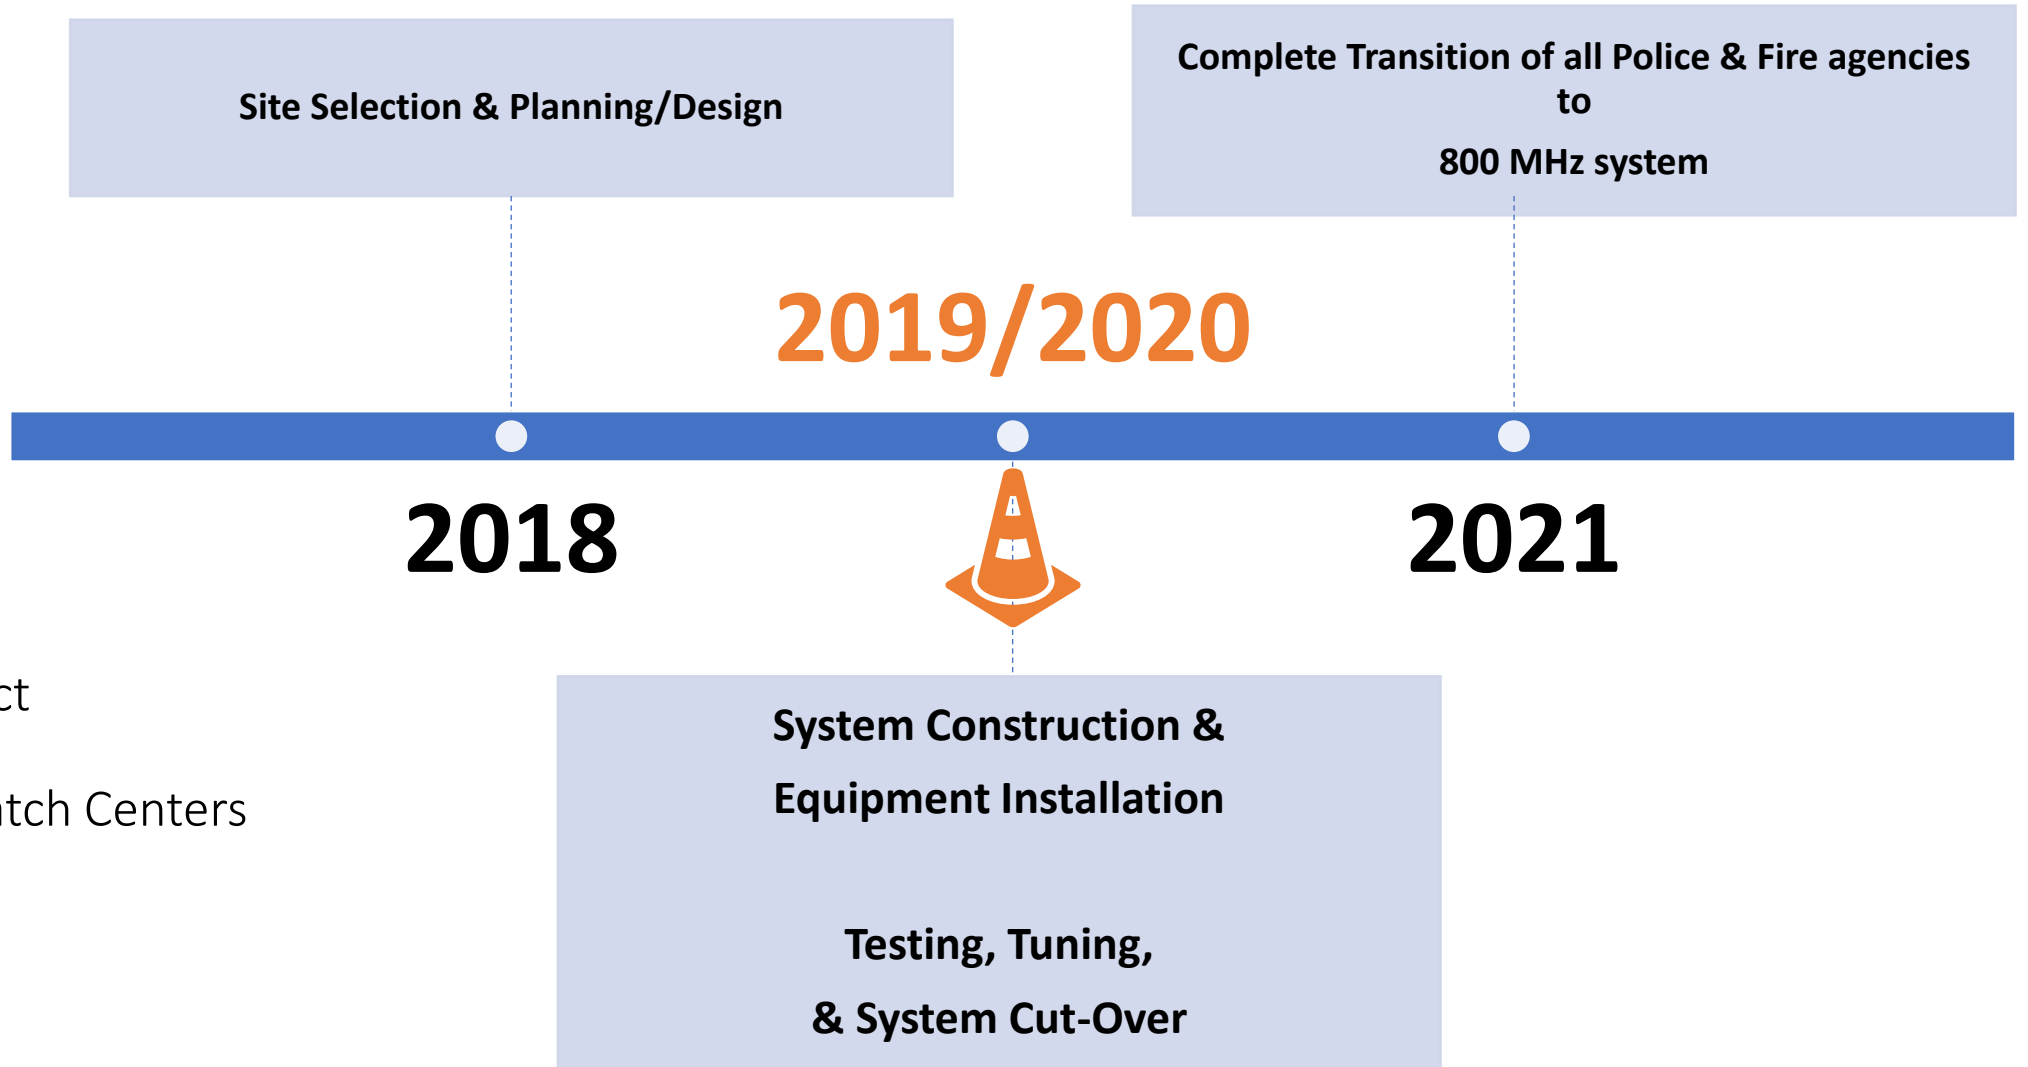 Site Selection & Planning/Design
Complete Transition of all Police & Fire agencies
to
800 MHz system
2019/2020
2018
2021
ct
Centers
System Construction &
Equipment Installation
Testing, Tuning,
& System Cut-Over